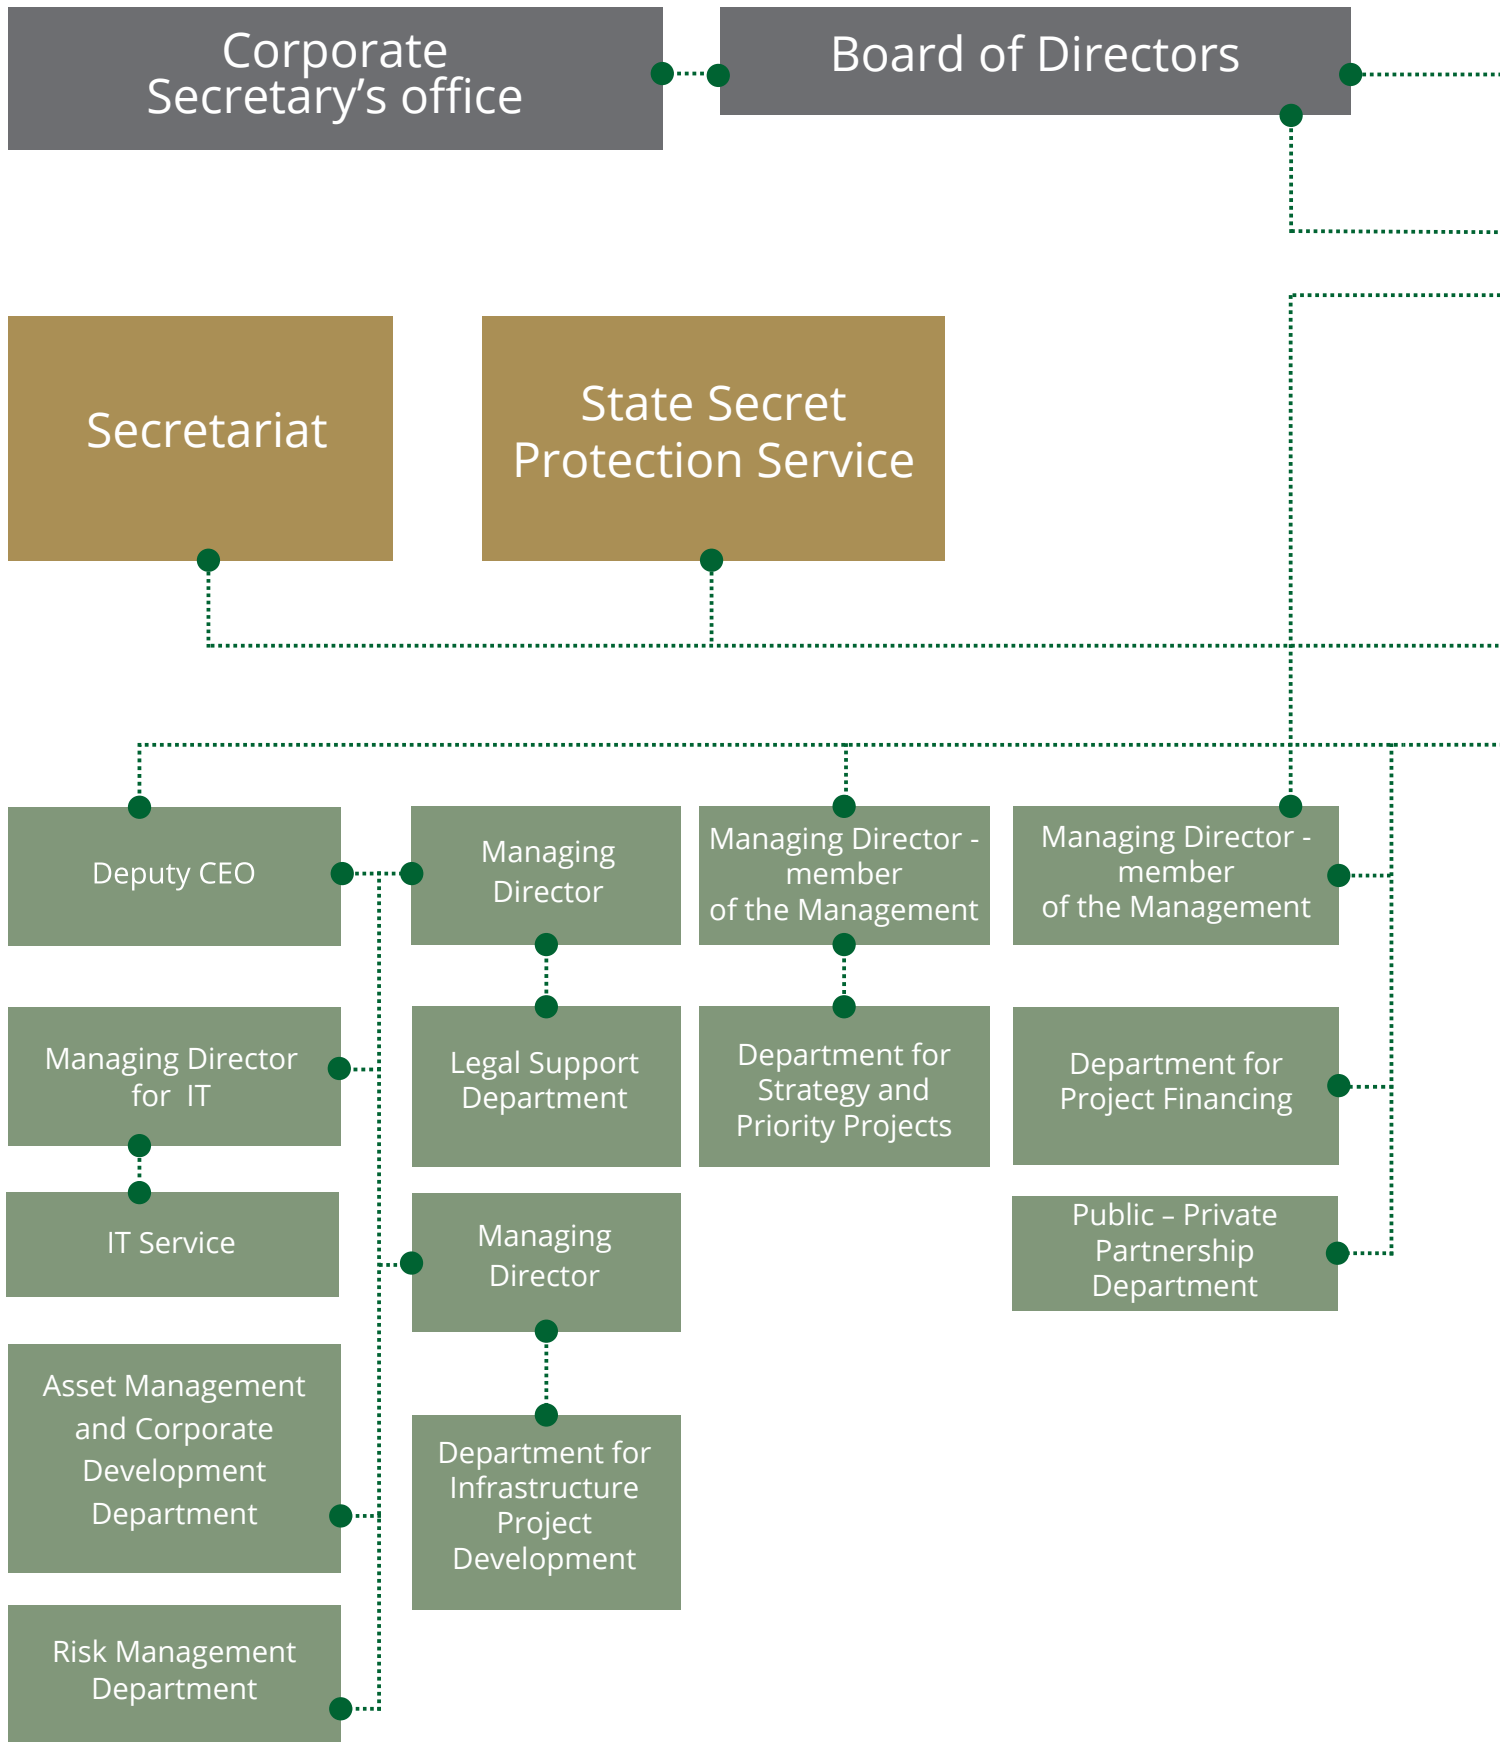 Corporate
Secretary’s office
Board of Directors
Secretariat
State Secret
Protection Service
Deputy CEO
Managing
Director
Managing Director -
member
of the Management
Managing Director -
member
of the Management
Managing Director
for IT
Legal Support
Department
Department for
Strategy and
Priority Projects
Department for
Project Financing
IT Service
Managing
Director
Public – Private
Partnership
Department
Asset Management
and Corporate
Development
Department
Department for
Infrastructure
Project
Development
Risk Management
Department